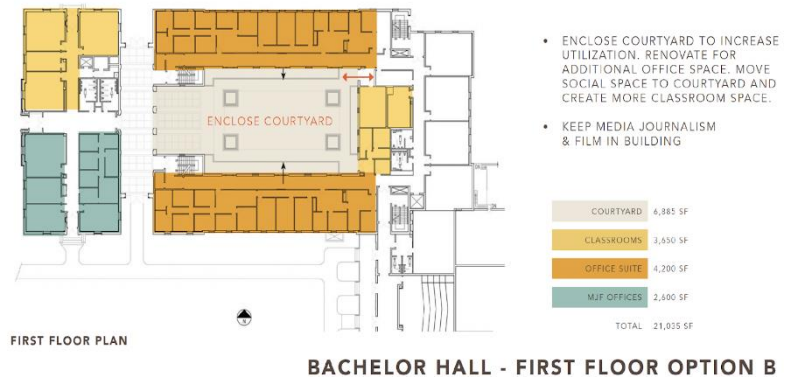 • ENCLOSE COURTYARD TO INCREASE
UTILIZATION. RENOVATE FOR
ADDITIONAL OFFICE SPACE. MOVE
SOCIAL SPACE TO COURTYARD AND
CREATE MORE CLASSROOM SPACE.
• KEEP MEDIA JOURNALISM
& FILM IN BUILDING
ENCLOSE COURTYARD
COURTYARD 6,885 SF
CLASSROOMS 3,650 SF
OFFICE SUITE 4,200 SF
MJF OFFICES 2,600 SF
TOTAL 21,035 SF
FIRST FLOOR PLAN
BACHELOR HALL - FIRST FLOOR OPTION B